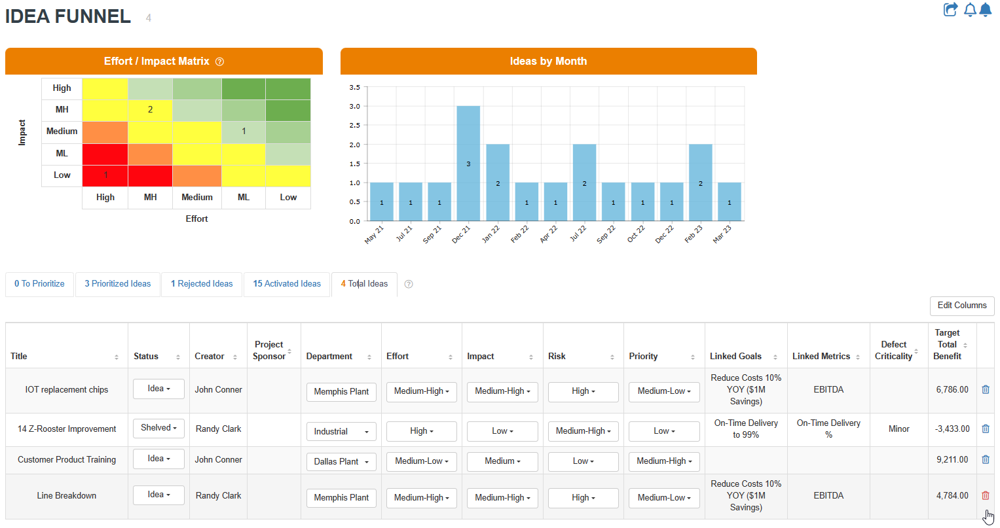 IDEA FUNNEL 4
Effort / Impact Matrix ?
High
MH 2
Medium 1
ML
Low 1
High MH Medium ML Low
Impact
Effort
Ideas by Month
3.5
3.0
2.5
2.0
1.5
1.0
0.5
0.0
1 1 1 3 2 1 1 2 1 1 1 2 1
May 21 Jul 21 Sep 21 Dec 21 Jan 22 Feb 22 Apr 22 Jul 22 Sep 22 Oct 22 Dec 22 Feb 23 Mar 23
0 To Prioritize 3 Prioritized Ideas 1 Rejected Ideas 15 Activated Ideas 4 Total Ideas ?
Edit Columns
Title Status Creator Project Sponsor Department Effort Impact Risk Priority Linked Goals Linked Metrics Defect Criticality Target Total Benefit
IOT replacement chips Idea John Conner Memphis Plant Medium-High Medium-High High Medium-Low Reduce Costs 10% YOY ($1M Savings) EBITDA 6,786.00
14 Z-Rooster Improvement Shelved Randy Clark Industrial High Low Medium-High Low On-Time Delivery to 99% On-Time Delivery % Minor -3,433.00
Customer Product Training Idea John Conner Dallas Plant Medium-Low Medium Low Medium-High 9,211.00
Line Breakdown Idea Randy Clark Memphis Plant Medium-High Medium-High High Medium-Low Reduce Costs 10% YOY ($1M Savings) EBITDA 4,784.00